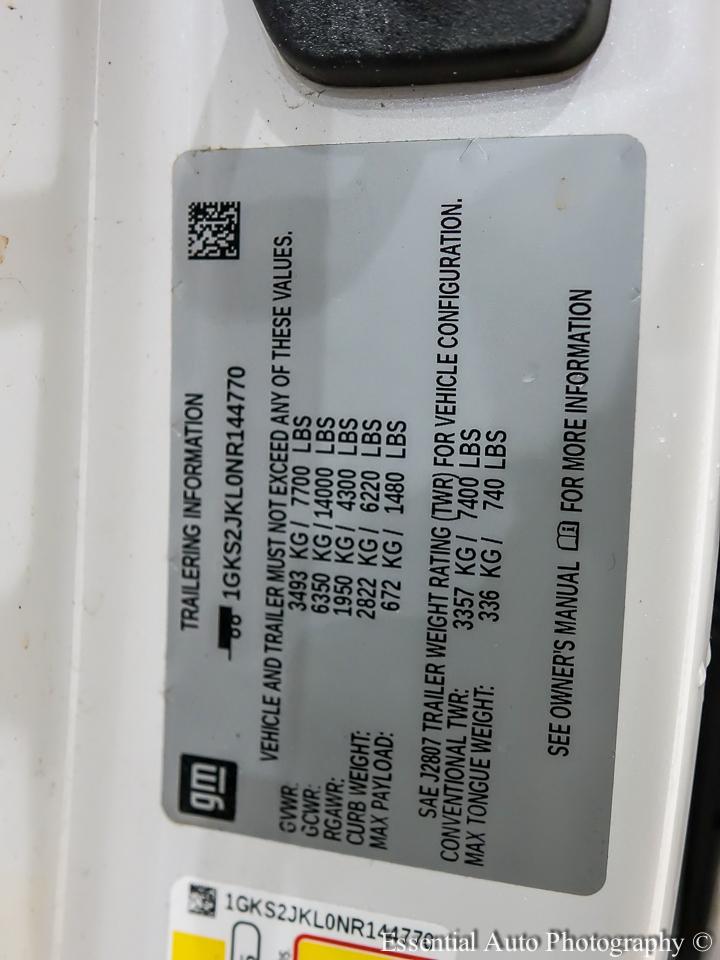 gm
TRAILERING INFORMATION
1GKS2JKL0NR144770
VEHICLE AND TRAILER MUST NOT EXCEED ANY OF THESE VALUES.
GVWR: 3493 KG / 7700 LBS
GCWR: 6350 KG / 14000 LBS
RGAWR: 1950 KG / 4300 LBS
CURB WEIGHT: 2822 KG / 6220 LBS
MAX PAYLOAD: 672 KG / 1480 LBS
SAE J2807 TRAILER WEIGHT RATING (TWR) FOR VEHICLE CONFIGURATION.
CONVENTIONAL TWR: 3357 KG / 7400 LBS
MAX TONGUE WEIGHT: 336 KG / 740 LBS
SEE OWNER'S MANUAL FOR MORE INFORMATION
1GKS2JKL0NR144770
Essential Auto Photography ©